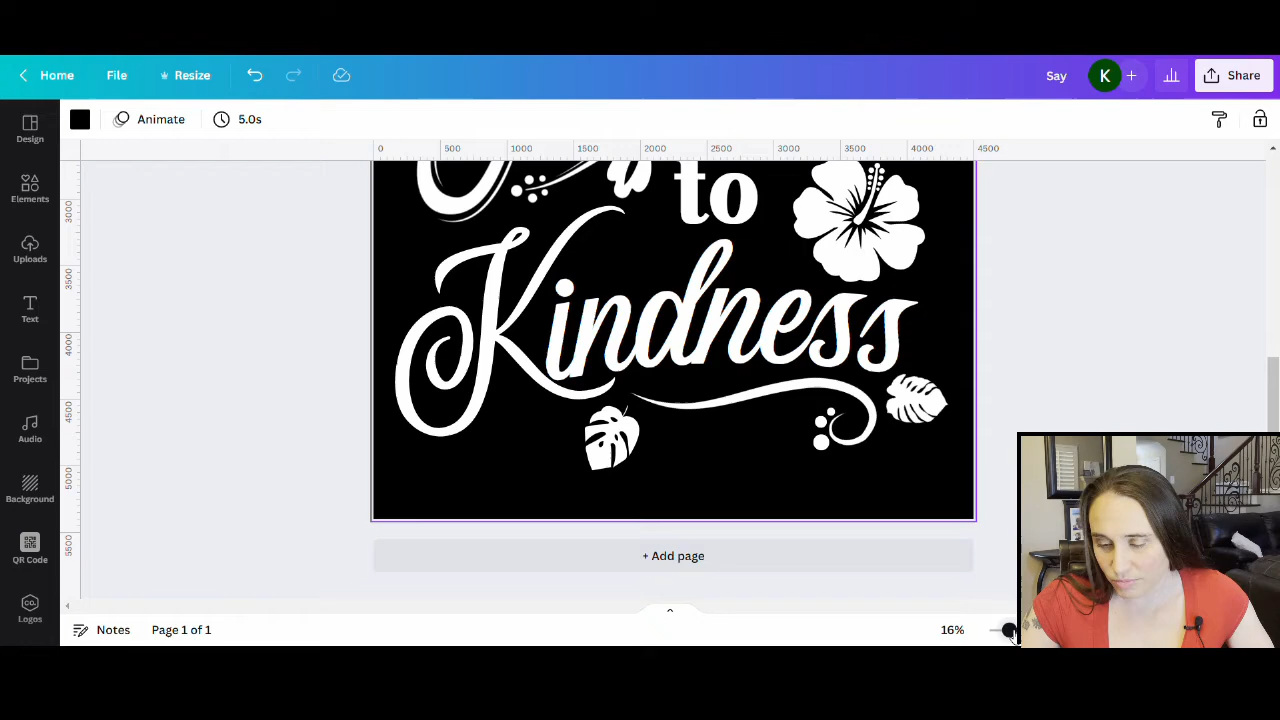 Home File Resize Say K + Share
Animate 5.0s
0 500 1000 1500 2000 2500 3000 3500 4000 4500
Design
Elements
Uploads
Text
Projects
Audio
Background
QR Code
CO.
Logos
3000
3500
4000
4500
5000
5500
to
Kindness
+ Add page
Notes Page 1 of 1 16%